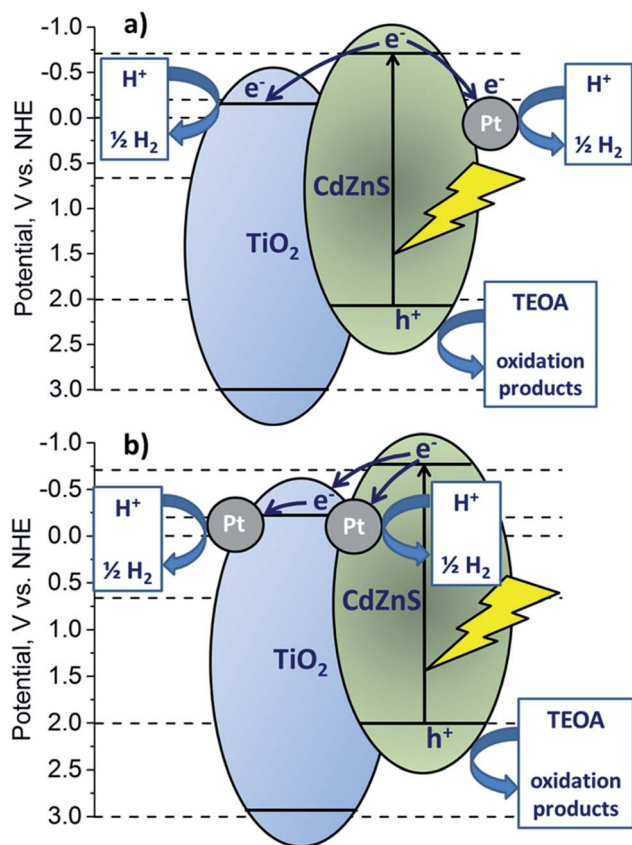 a)
Potential, V vs. NHE
-1.0
-0.5
0.0
0.5
1.0
1.5
2.0
2.5
3.0
H⁺
½ H₂
e⁻
TiO₂
e⁻
CdZnS
h⁺
e⁻
Pt
H⁺
½ H₂
TEOA
oxidation
products
b)
Potential, V vs. NHE
-1.0
-0.5
0.0
0.5
1.0
1.5
2.0
2.5
3.0
H⁺
½ H₂
Pt
e⁻
TiO₂
Pt
e⁻
H⁺
½ H₂
CdZnS
h⁺
TEOA
oxidation
products